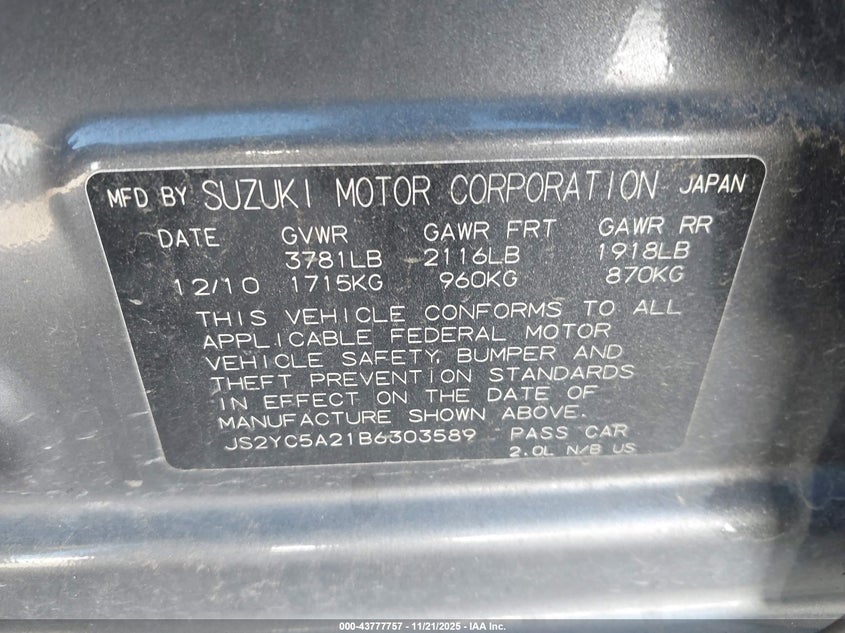 MFD BY SUZUKI MOTOR CORPORATION JAPAN
DATE GVWR GAWR FRT GAWR RR
3781LB 2116LB 1918LB
12/10 1715KG 960KG 870KG
THIS VEHICLE CONFORMS TO ALL
APPLICABLE FEDERAL MOTOR
VEHICLE SAFETY, BUMPER AND
THEFT PREVENTION STANDARDS
IN EFFECT ON THE DATE OF
MANUFACTURE SHOWN ABOVE.
JS2YC5A21B6303589 PASS CAR
2.0L N/B US
000-43777757 - 11/21/2025 - IAA Inc.